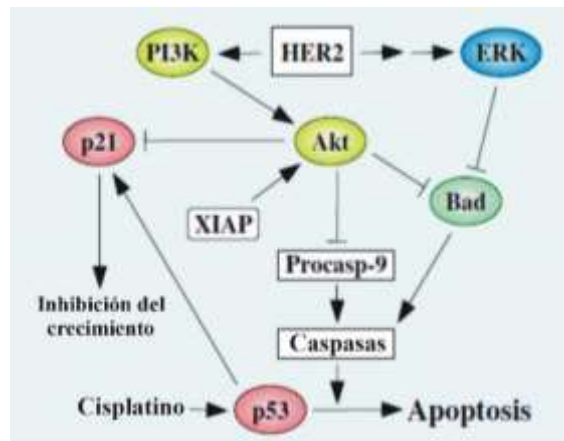 PI3K
HER2
ERK
p21
Akt
Bad
XIAP
Procasp-9
Inhibición del
crecimiento
Caspasas
Cisplatino
p53
Apoptosis